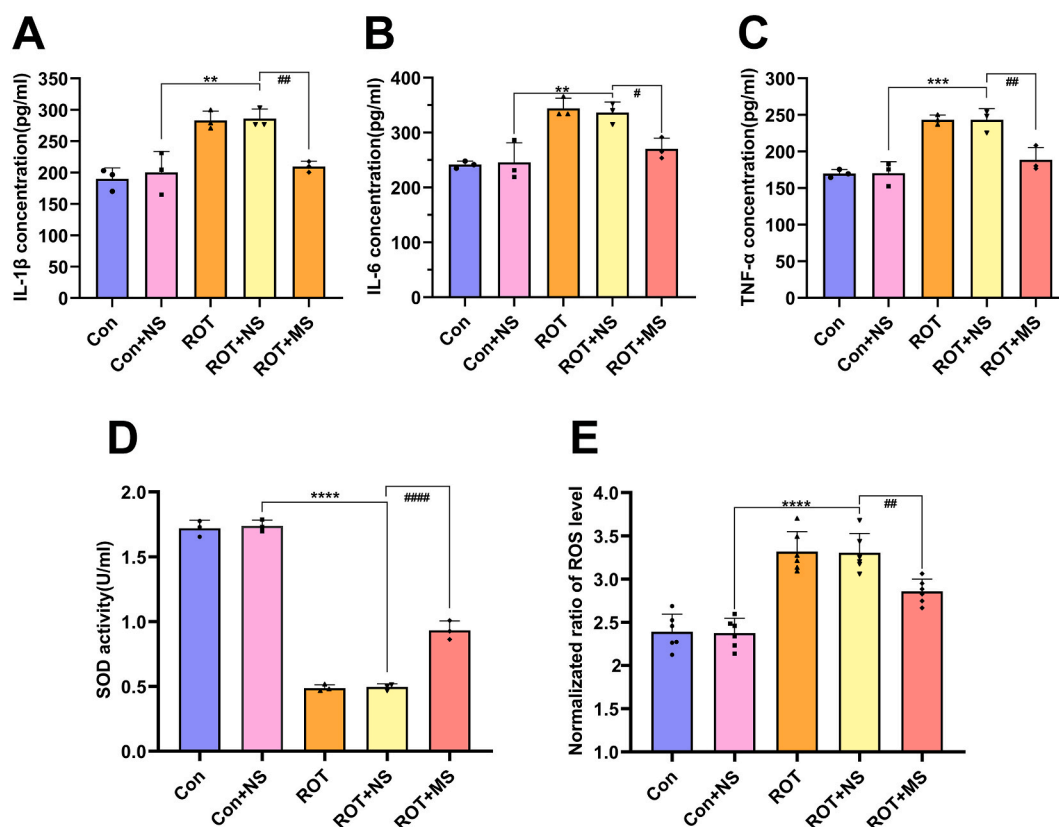 A
IL-1β concentration(pg/ml)
350
300
250
200
150
100
50
0
**
##
Con
Con+NS
ROT
ROT+NS
ROT+MS
B
IL-6 concentration(pg/ml)
400
300
200
100
0
**
#
Con
Con+NS
ROT
ROT+NS
ROT+MS
C
TNF-α concentration(pg/ml)
300
250
200
150
100
50
0
***
##
Con
Con+NS
ROT
ROT+NS
ROT+MS
D
SOD activity(U/ml)
2.0
1.5
1.0
0.5
0.0
****
####
Con
Con+NS
ROT
ROT+NS
ROT+MS
E
Normalizated ratio of ROS level
4.0
3.5
3.0
2.5
2
1.5
1.0
****
##
Con
Con+NS
ROT
ROT+NS
ROT+MS